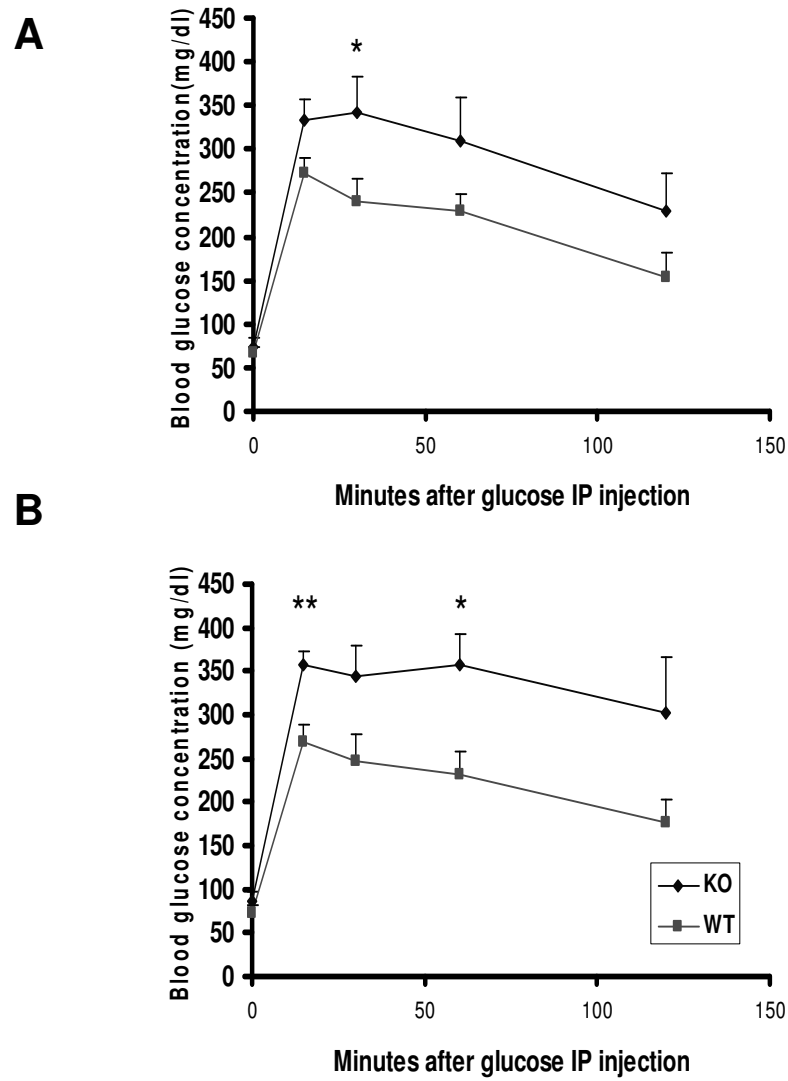 A
Blood glucose concentration(mg/dl)
450
400
350
300
250
200
150
100
50
0
*
0 50 100 150
Minutes after glucose IP injection
B
Blood glucose concentration (mg/dl)
450
400
350
300
250
200
150
100
50
0
** *
KO
WT
0 50 100 150
Minutes after glucose IP injection